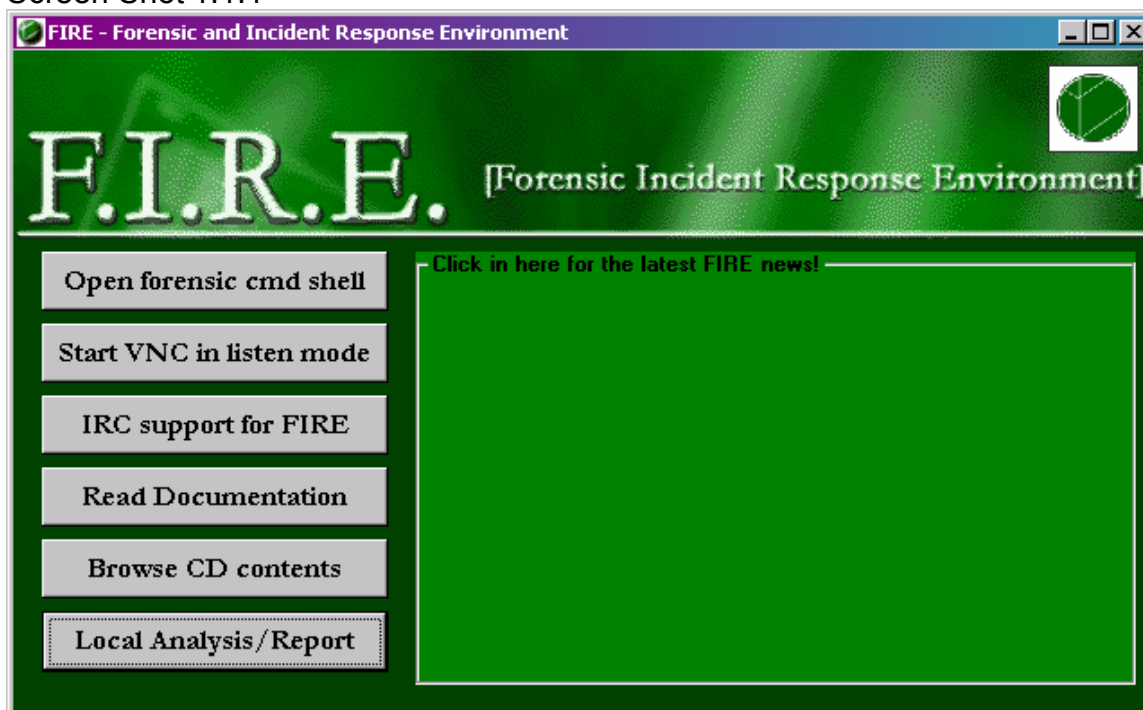 FIRE - Forensic and Incident Response Environment
F.I.R.E.
[Forensic Incident Response Environment]
Open forensic cmd shell
Click in here for the latest FIRE news!
Start VNC in listen mode
IRC support for FIRE
Read Documentation
Browse CD contents
Local Analysis/Report